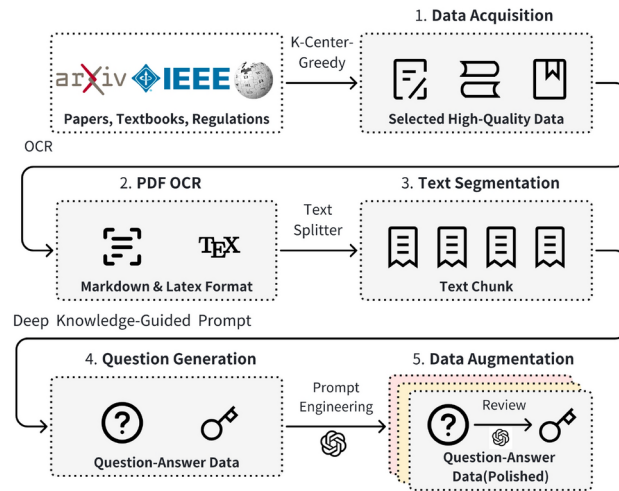 1. Data Acquisition
K-Center-
Greedy
arXiv IEEE
Papers, Textbooks, Regulations
Selected High-Quality Data
OCR
2. PDF OCR
3. Text Segmentation
Text
Splitter
TEX
Markdown & Latex Format
Text Chunk
Deep Knowledge-Guided Prompt
4. Question Generation
5. Data Augmentation
Prompt
Engineering
Review
Question-Answer Data
Question-Answer
Data(Polished)